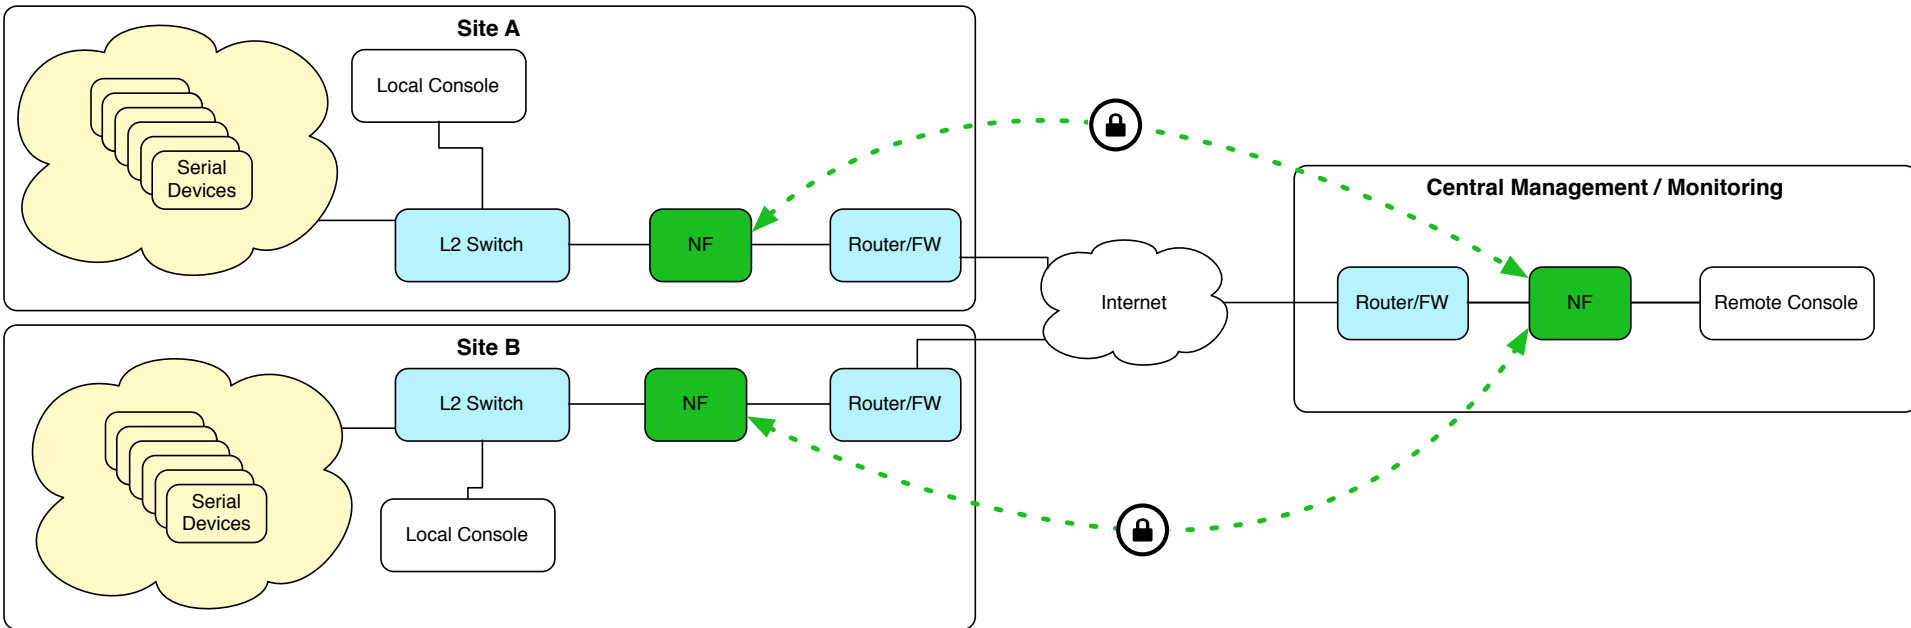 Site A
Local Console
Serial
Devices
L2 Switch
NF
Router/FW
Internet
Central Management / Monitoring
Router/FW
NF
Remote Console
Site B
L2 Switch
NF
Router/FW
Serial
Devices
Local Console